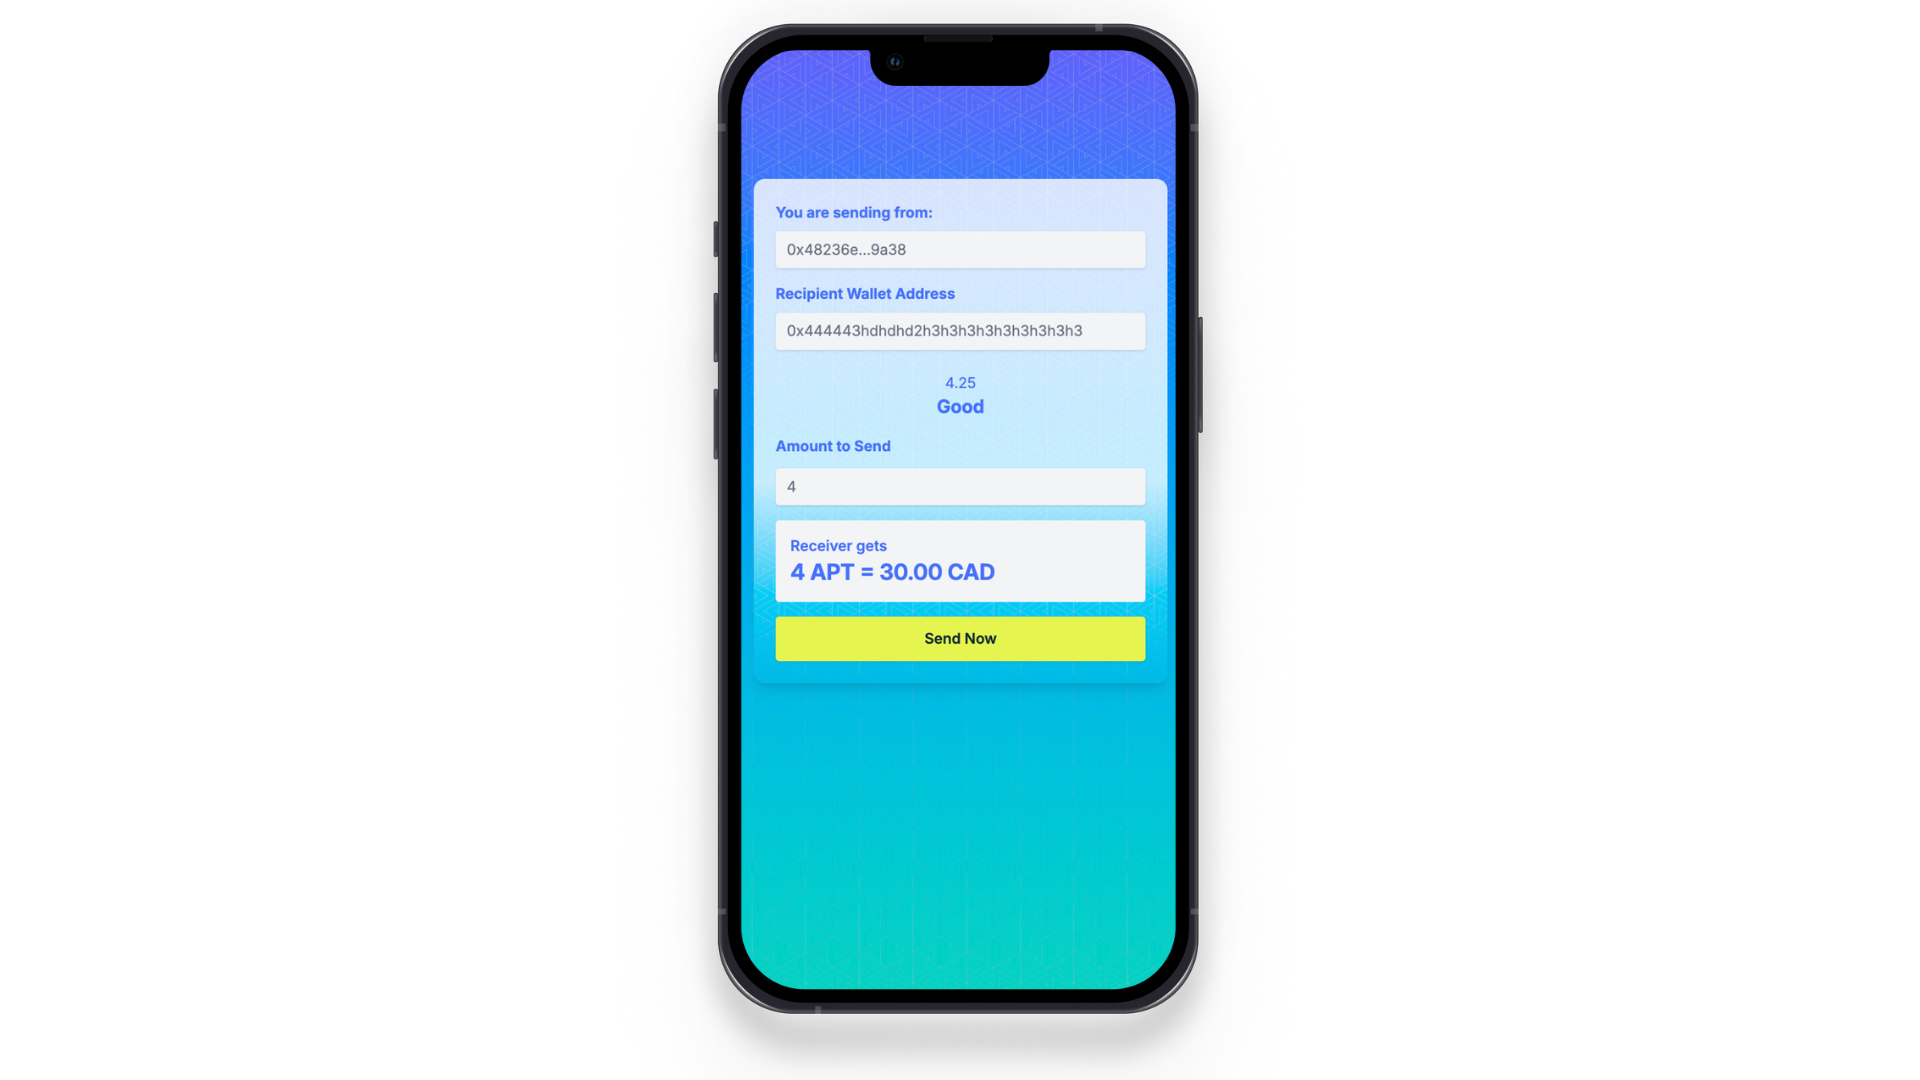 You are sending from:
0x48236e...9a38
Recipient Wallet Address
0x444443hdhdhd2h3h3h3h3h3h3h3h3h3
4.25
Good
Amount to Send
4
Receiver gets
4 APT = 30.00 CAD
Send Now